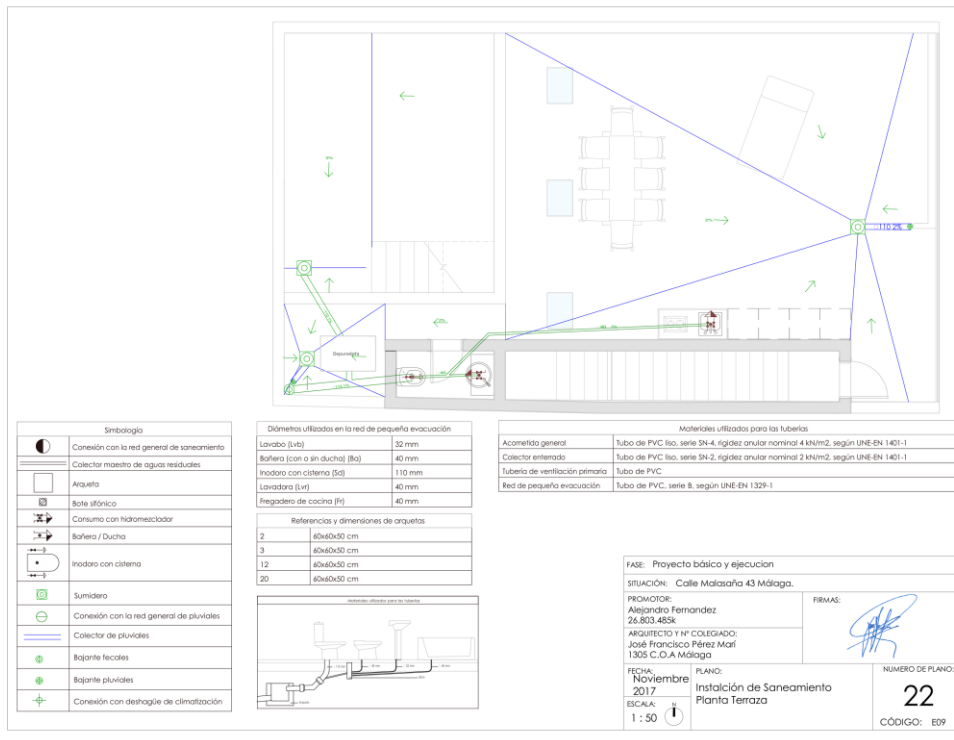 □110 2%
Depuradora
Simbología
Conexión con la red general de saneamiento
Colector maestro de aguas residuales
Arqueta
Bote sifónico
Consumo con hidromezclador
Bañera / Ducha
Inodoro con cisterna
Sumidero
Conexión con la red general de pluviales
Colector de pluviales
Bajante fecales
Bajante pluviales
Conexión con deshagüe de climatización
Diámetros utilizados en la red de pequeña evacuación
Lavabo (Lvb) 32 mm
Bañera (con o sin ducha) (Ba) 40 mm
Inodoro con cisterna (Sd) 110 mm
Lavadora (Lvr) 40 mm
Fregadero de cocina (Fr) 40 mm
Referencias y dimensiones de arquetas
2 60x60x50 cm
3 60x60x50 cm
12 60x60x50 cm
20 60x60x50 cm
Materiales utilizados para las tuberías
Materiales utilizados para las tuberías
Acometida general Tubo de PVC liso, serie SN-4, rigidez anular nominal 4 kN/m2, según UNE-EN 1401-1
Colector enterrado Tubo de PVC liso, serie SN-2, rigidez anular nominal 2 kN/m2, según UNE-EN 1401-1
Tubería de ventilación primaria Tubo de PVC
Red de pequeña evacuación Tubo de PVC, serie B, según UNE-EN 1329-1
FASE: Proyecto básico y ejecucion
SITUACIÓN: Calle Malasaña 43 Málaga.
PROMOTOR:
Alejandro Fernandez
26.803.485k
FIRMAS:
ARQUITECTO Y Nº COLEGIADO:
José Francisco Pérez Marí
1305 C.O.A Málaga
FECHA:
Noviembre
2017
ESCALA:
1 : 50
N
PLANO:
Instalción de Saneamiento
Planta Terraza
NUMERO DE PLANO:
22
CÓDIGO: E09